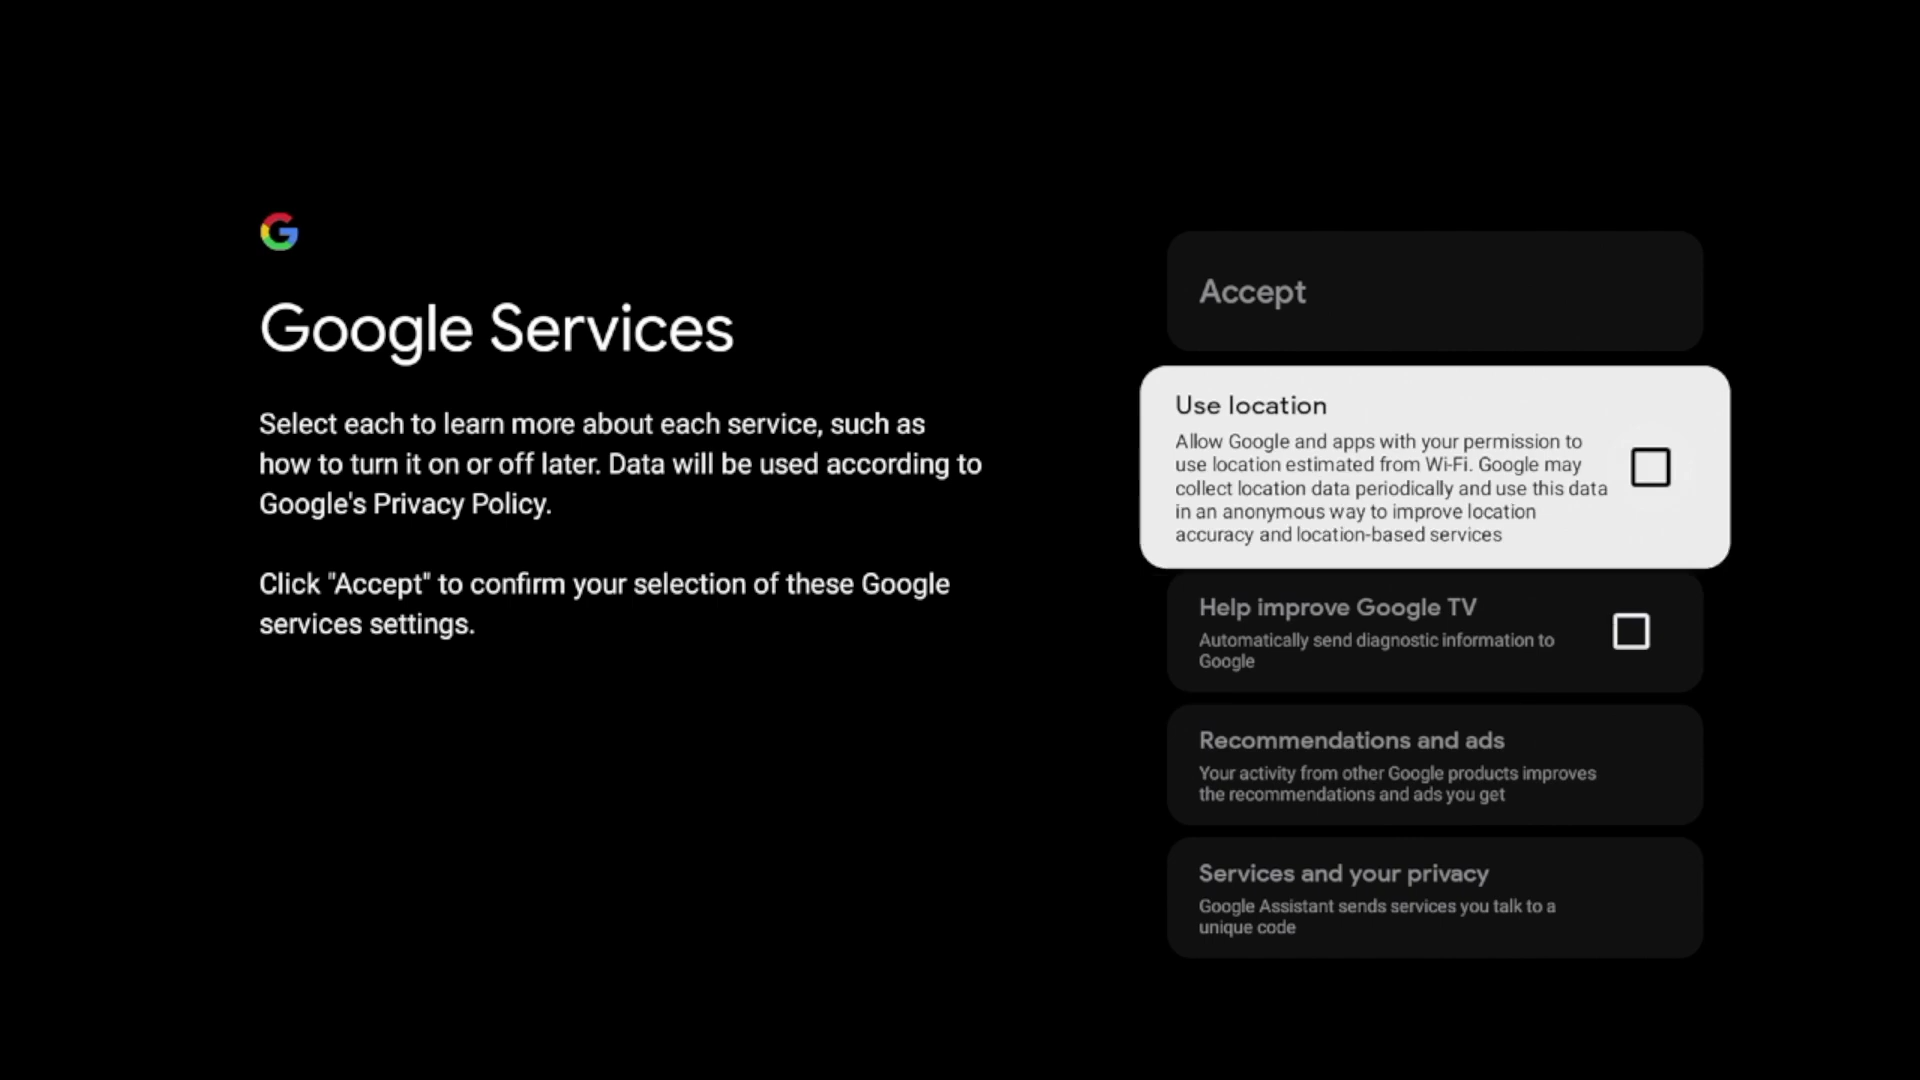 Google Services
Select each to learn more about each service, such as
how to turn it on or off later. Data will be used according to
Google's Privacy Policy.
Click "Accept" to confirm your selection of these Google
services settings.
Accept
Use location
Allow Google and apps with your permission to
use location estimated from Wi-Fi. Google may
collect location data periodically and use this data
in an anonymous way to improve location
accuracy and location-based services
Help improve Google TV
Automatically send diagnostic information to
Google
Recommendations and ads
Your activity from other Google products improves
the recommendations and ads you get
Services and your privacy
Google Assistant sends services you talk to a
unique code